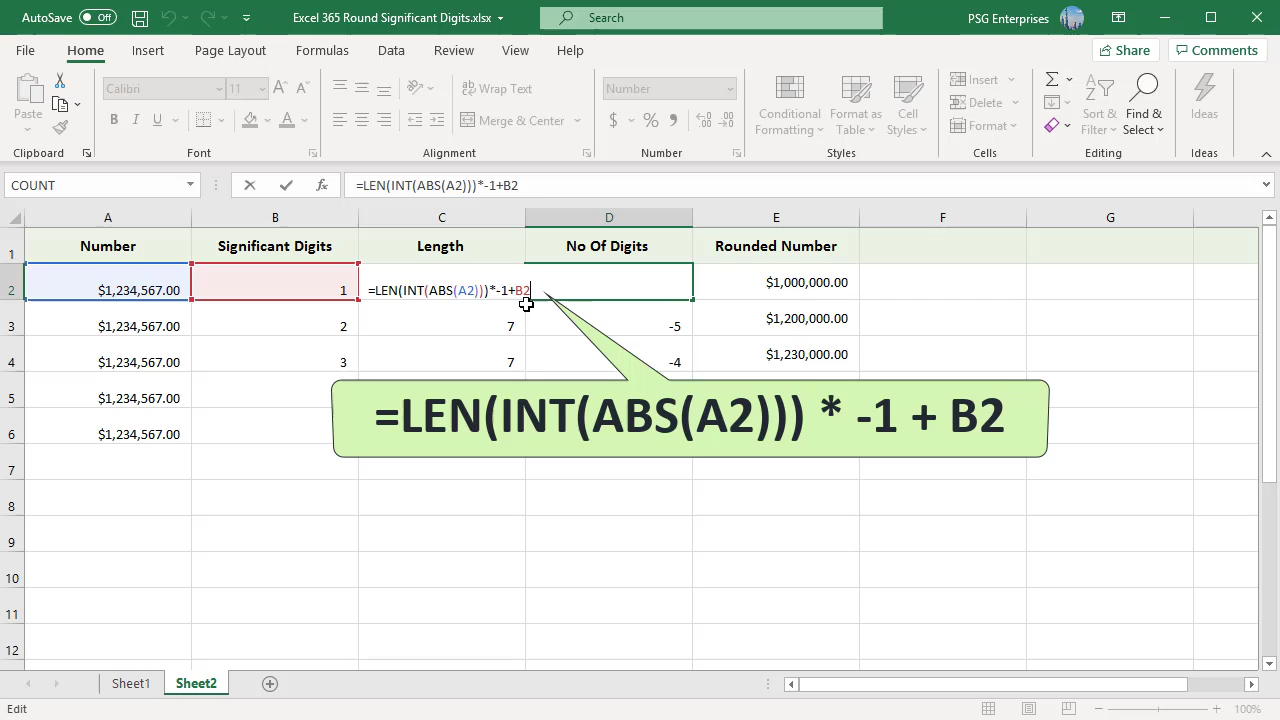 AutoSave Off Excel 365 Round Significant Digits.xlsx Search PSG Enterprises
File Home Insert Page Layout Formulas Data Review View Help Share Comments
Paste Calibri 11 A A ab Wrap Text Number Conditional Formatting Format as Table Cell Styles Insert Σ Sort & Filter Find & Select Ideas
B I U A Merge & Center $ % Delete Format
Clipboard Font Alignment Number Styles Cells Editing Ideas
COUNT fx =LEN(INT(ABS(A2)))*-1+B2
A B C D E F G
1 Number Significant Digits Length No Of Digits Rounded Number
2 $1,234,567.00 1 =LEN(INT(ABS(A2)))*-1+B2 $1,000,000.00
3 $1,234,567.00 2 7 -5 $1,200,000.00
4 $1,234,567.00 3 7 -4 $1,230,000.00
5 $1,234,567.00
=LEN(INT(ABS(A2))) * -1 + B2
6 $1,234,567.00
7
8
9
10
11
12
Sheet1 Sheet2
Edit 100%